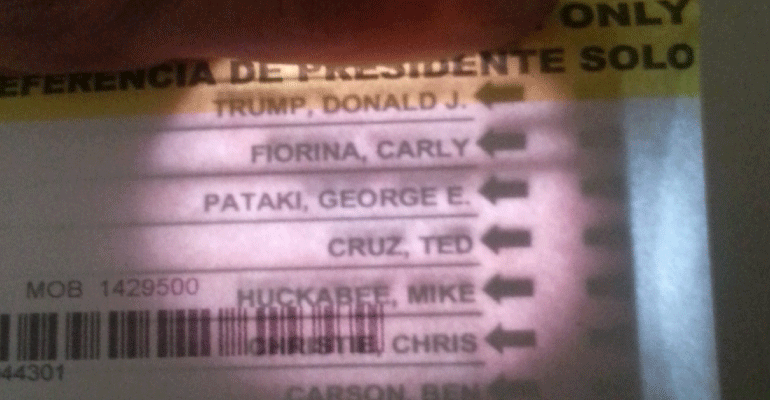 ONLY
EFERENCIA DE PRESIDENTE SOLO
TRUMP, DONALD J.
FIORINA, CARLY
PATAKI, GEORGE E.
CRUZ, TED
MOB 1429500
HUCKABEE, MIKE
CHRISTIE, CHRIS
44301
CARSON, BEN